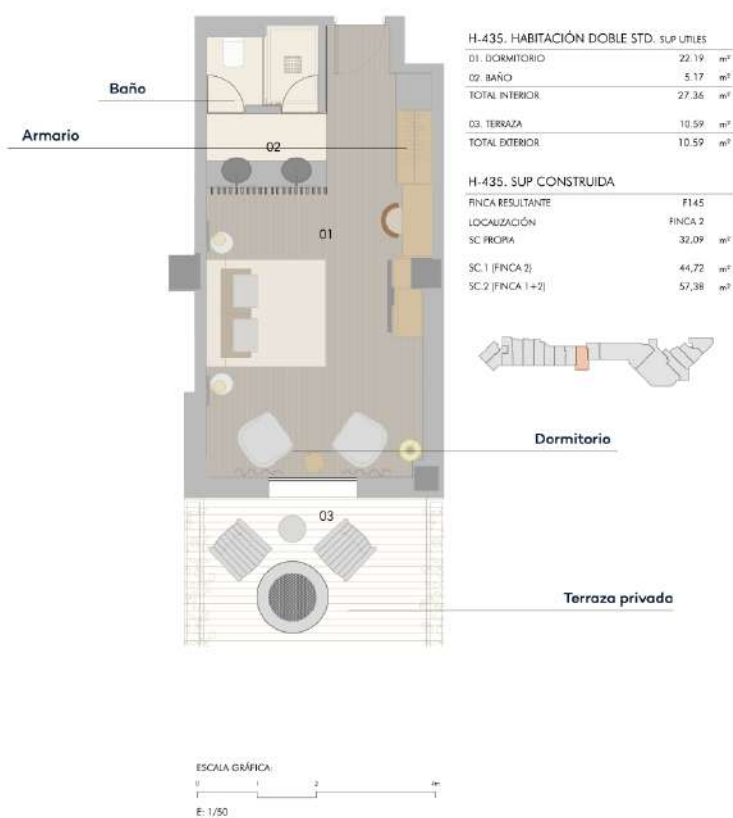 H-435. HABITACIÓN DOBLE STD. SUP UTILES
01. DORMITORIO 22.19 m²
02. BAÑO 5.17 m²
TOTAL INTERIOR 27.36 m²
03. TERRAZA 10.59 m²
TOTAL EXTERIOR 10.59 m²
H-435. SUP CONSTRUIDA
FINCA RESULTANTE F145
LOCALIZACIÓN FINCA 2
SC PROPIA 32,09 m²
SC.1 (FINCA 2) 44,72 m²
SC.2 (FINCA 1+2) 57,38 m²
Baño
Armario
02
01
Dormitorio
03
Terraza privada
ESCALA GRÁFICA:
0 1 2 4m
E: 1/50